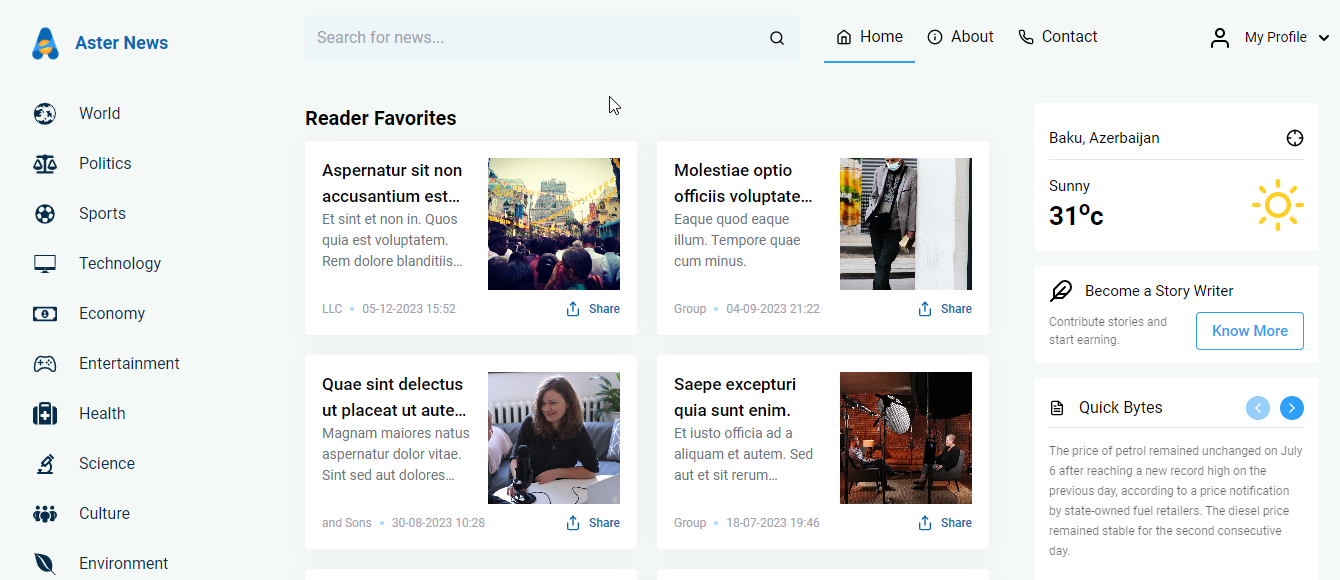 Aster News
Search for news...
Home
About
Contact
My Profile
World
Politics
Sports
Technology
Economy
Entertainment
Health
Science
Culture
Environment
Reader Favorites
Aspernatur sit non
accusantium est...
Et sint et non in. Quos
quia est voluptatem.
Rem dolore blanditiis...
LLC • 05-12-2023 15:52
Share
Molestiae optio
officiis voluptate...
Eaque quod eaque
illum. Tempore quae
cum minus.
Group • 04-09-2023 21:22
Share
Quae sint delectus
ut placeat ut aute...
Magnam maiores natus
aspernatur dolor vitae.
Sint sed aut dolores...
and Sons • 30-08-2023 10:28
Share
Saepe excepturi
quia sunt enim.
Et iusto officia ad a
aliquam et autem. Sed
aut et sit rerum...
Group • 18-07-2023 19:46
Share
Baku, Azerbaijan
Sunny
31ºc
Become a Story Writer
Contribute stories and
start earning.
Know More
Quick Bytes
The price of petrol remained unchanged on July
6 after reaching a new record high on the
previous day, according to a price notification
by state-owned fuel retailers. The diesel price
remained stable for the second consecutive
day.